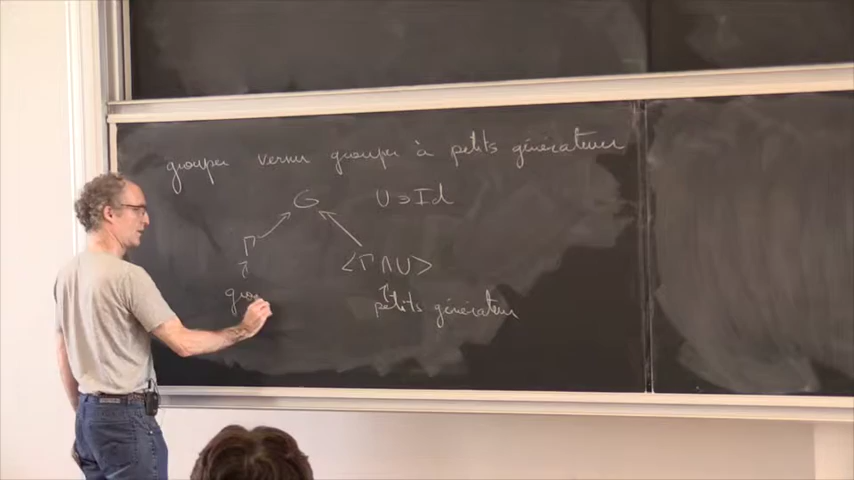 groupes versus groupes à petits générateurs
G U ∋ Id
Γ <Γ ∩ U>
↑ ↑
petits générateurs